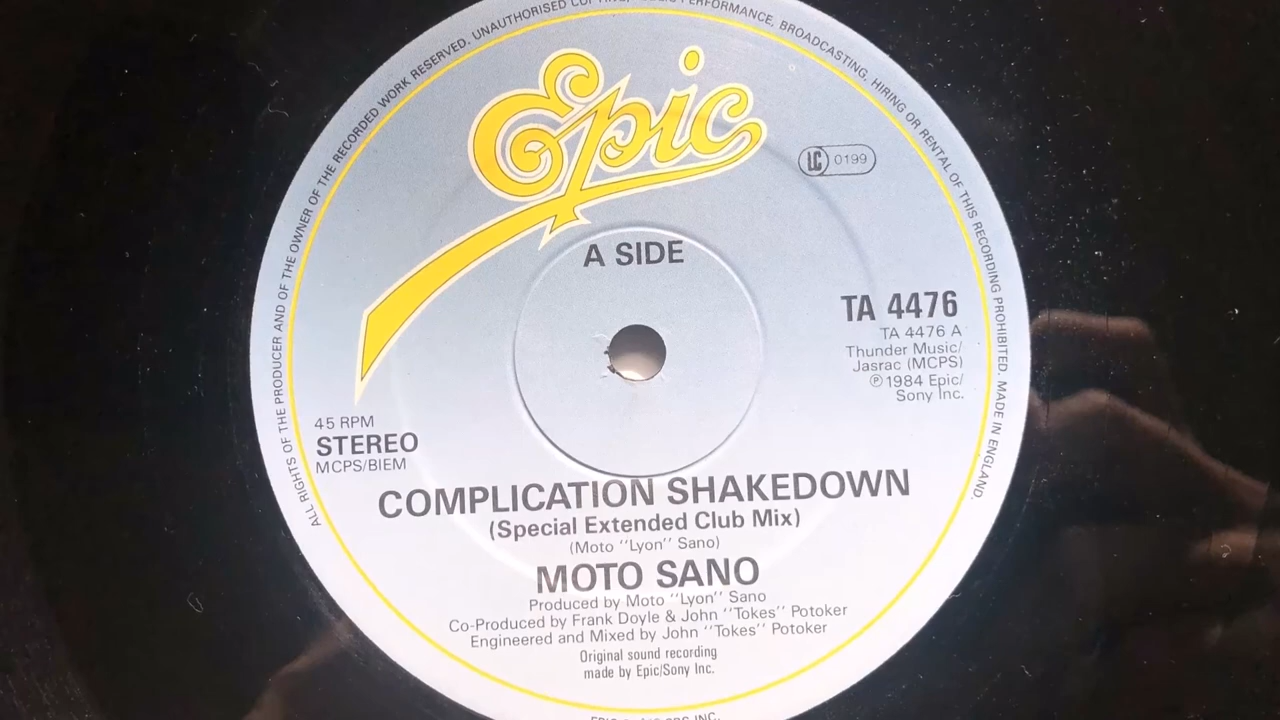 ALL RIGHTS OF THE PRODUCER AND OF THE OWNER OF THE RECORDED WORK RESERVED. UNAUTHORISED PERFORMANCE, BROADCASTING, HIRING OR RENTAL OF THIS RECORDING PROHIBITED. MADE IN ENGLAND.
Epic
LC 0199
A SIDE
TA 4476
TA 4476 A
Thunder Music/
Jasrac (MCPS)
Ⓟ1984 Epic/
Sony Inc.
45 RPM
STEREO
MCPS/BIEM
COMPLICATION SHAKEDOWN
(Special Extended Club Mix)
(Moto "Lyon" Sano)
MOTO SANO
Produced by Moto "Lyon" Sano
Co-Produced by Frank Doyle & John "Tokes" Potoker
Engineered and Mixed by John "Tokes" Potoker
Original sound recording
made by Epic/Sony Inc.